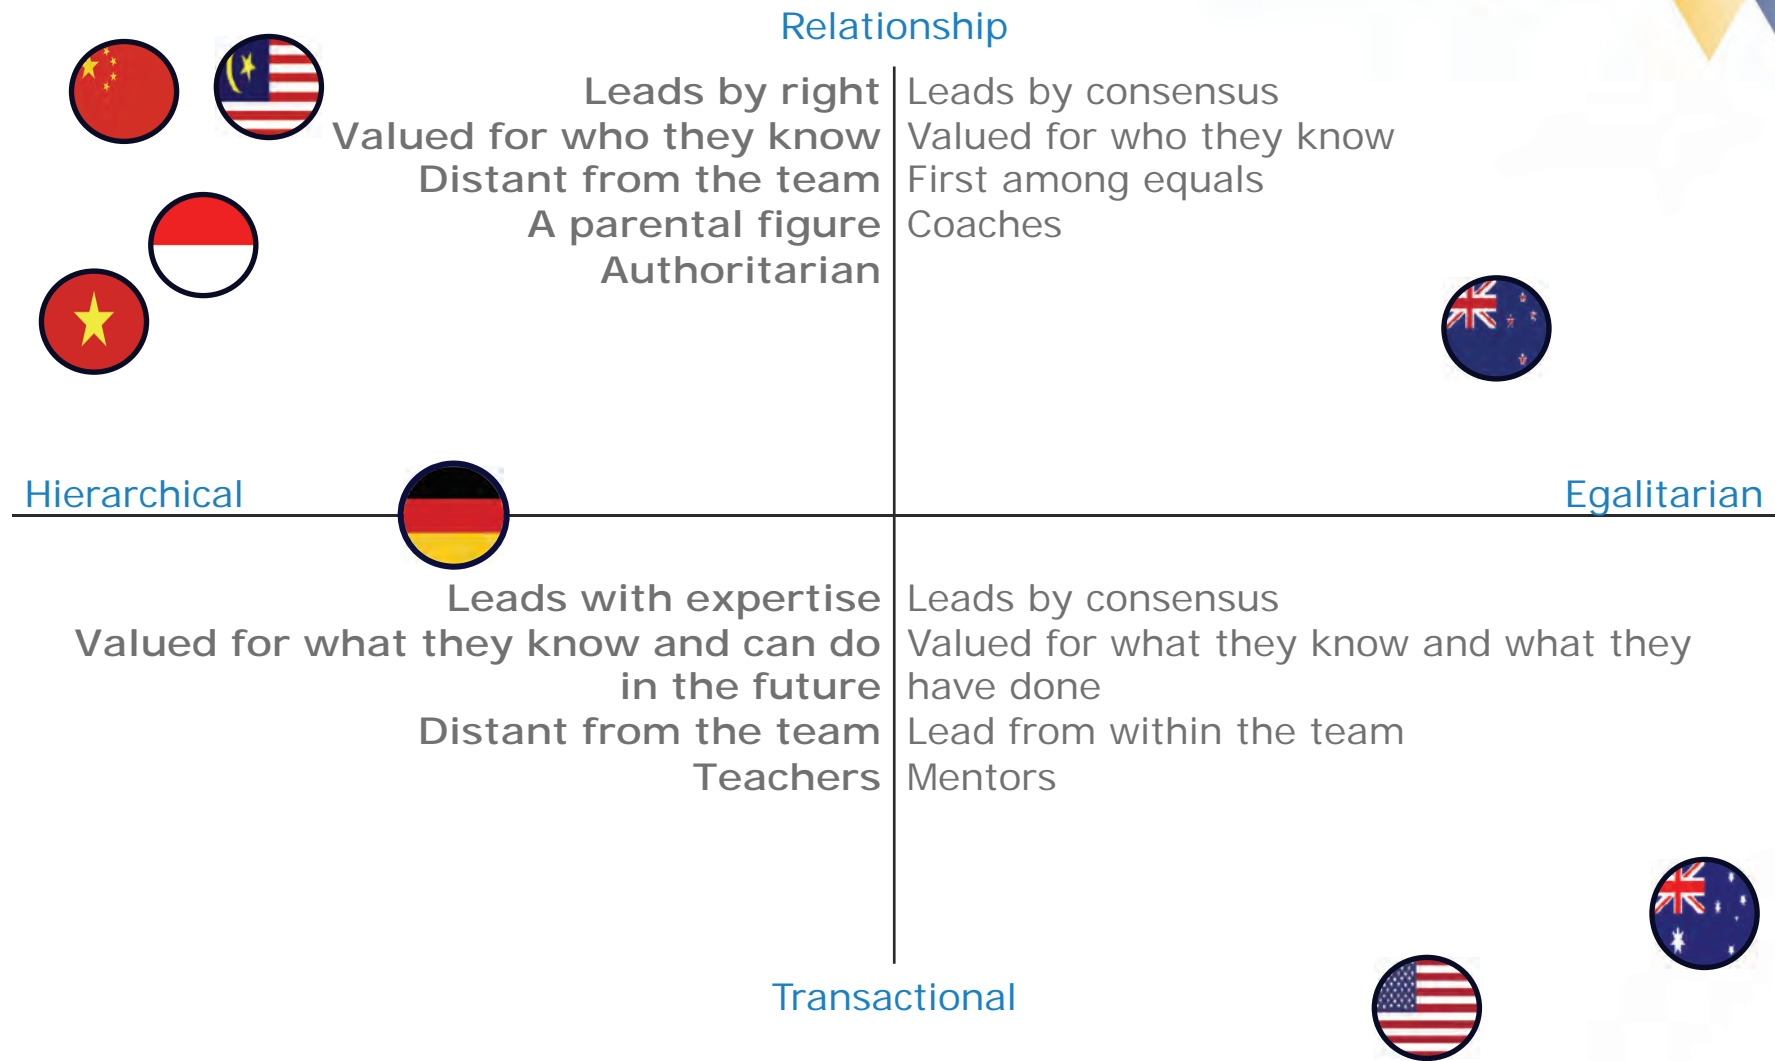 Relationship
Leads by right
Valued for who they know
Distant from the team
A parental figure
Authoritarian
Leads by consensus
Valued for who they know
First among equals
Coaches
Hierarchical
Egalitarian
Leads with expertise
Valued for what they know and can do
in the future
Distant from the team
Teachers
Leads by consensus
Valued for what they know and what they
have done
Lead from within the team
Mentors
Transactional